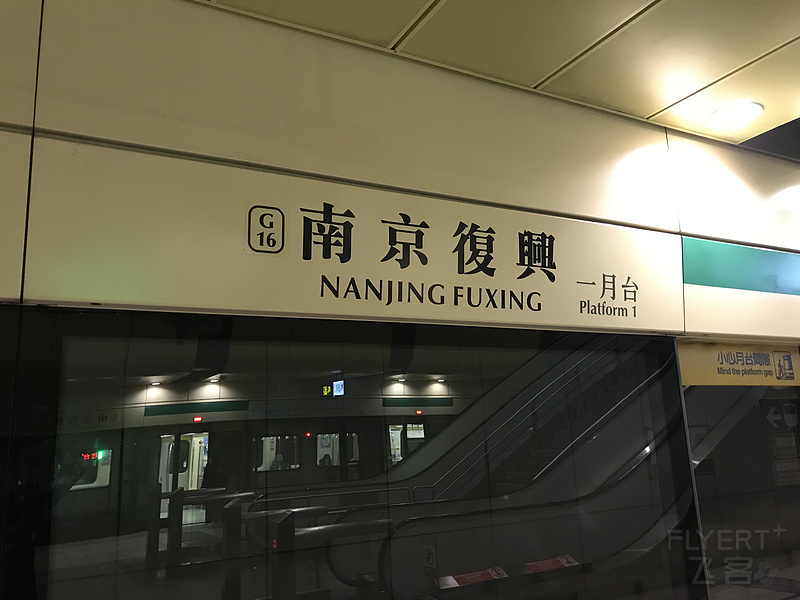 G
16
南京復興
NANJING FUXING
一月台
Platform 1
小心月台間隙
Mind the platform gap
FLYERT+
飞客